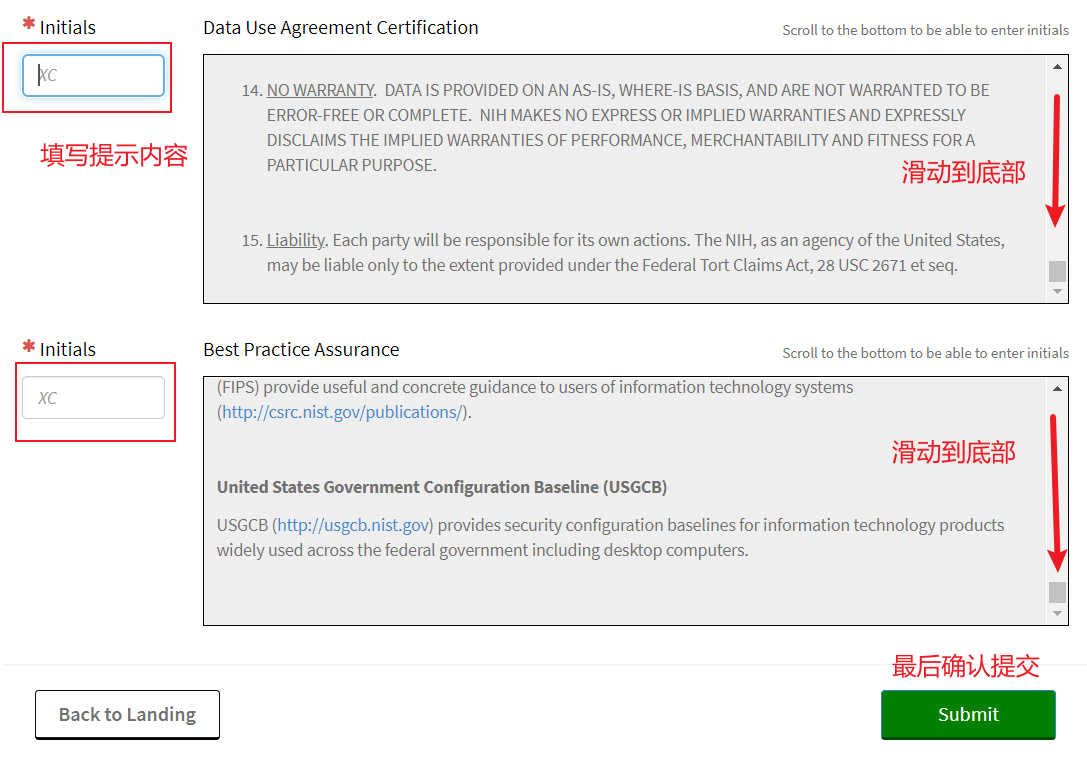 * Initials
Data Use Agreement Certification
Scroll to the bottom to be able to enter initials
XC
填写提示内容
14. NO WARRANTY. DATA IS PROVIDED ON AN AS-IS, WHERE-IS BASIS, AND ARE NOT WARRANTED TO BE
ERROR-FREE OR COMPLETE. NIH MAKES NO EXPRESS OR IMPLIED WARRANTIES AND EXPRESSLY
DISCLAIMS THE IMPLIED WARRANTIES OF PERFORMANCE, MERCHANTABILITY AND FITNESS FOR A
PARTICULAR PURPOSE.
滑动到底部
15. Liability. Each party will be responsible for its own actions. The NIH, as an agency of the United States,
may be liable only to the extent provided under the Federal Tort Claims Act, 28 USC 2671 et seq.
* Initials
Best Practice Assurance
Scroll to the bottom to be able to enter initials
XC
(FIPS) provide useful and concrete guidance to users of information technology systems
(http://csrc.nist.gov/publications/).
滑动到底部
United States Government Configuration Baseline (USGCB)
USGCB (http://usgcb.nist.gov) provides security configuration baselines for information technology products
widely used across the federal government including desktop computers.
最后确认提交
Back to Landing
Submit